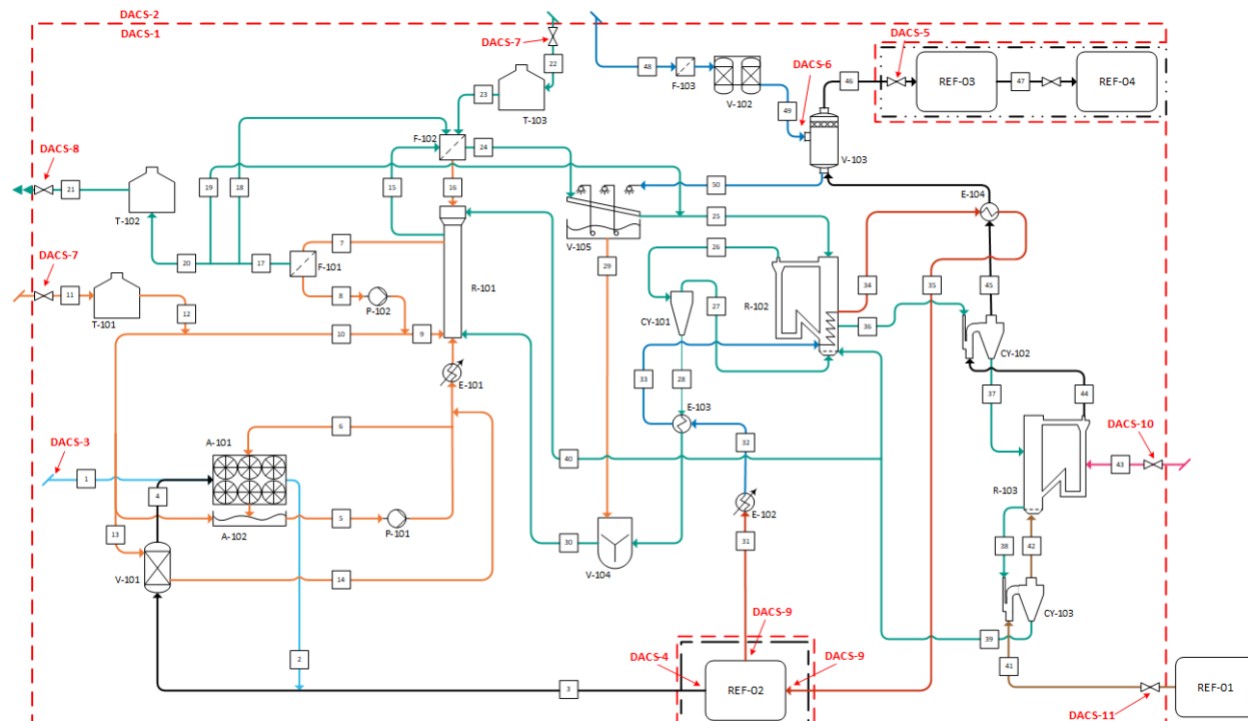 DACS-2
DACS-1
DACS-7
22
23
T-103
48
F-103
V-102
49
DACS-6
V-103
46
DACS-5
REF-03
47
REF-04
DACS-8
21
T-102
20
19
18
17
15
F-102
24
16
50
V-105
25
E-104
DACS-7
11
T-101
12
7
F-101
8
P-102
10
9
R-101
29
26
CY-101
27
R-102
34
35
36
45
CY-102
E-101
33
28
E-103
32
37
44
DACS-10
43
R-103
DACS-3
1
4
A-101
6
A-102
5
P-101
13
V-101
14
40
30
V-104
E-102
31
38
42
CY-103
39
41
2
3
DACS-4
DACS-9
REF-02
DACS-9
DACS-11
REF-01